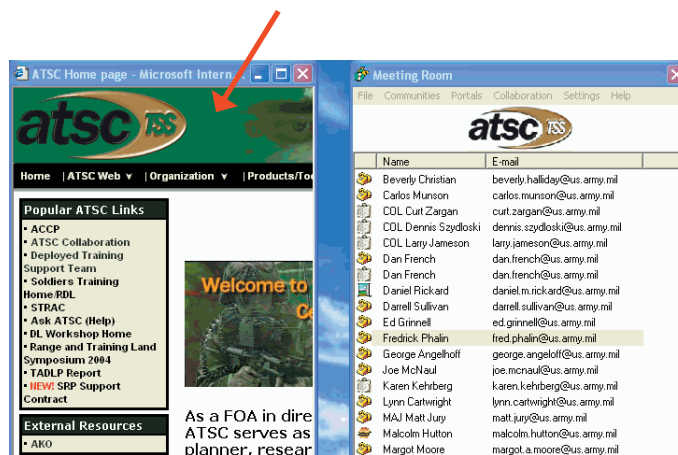 ATSC Home page - Microsoft Intern...
atsc TSS
Home | ATSC Web | Organization | Products/Too
Popular ATSC Links
• ACCP
• ATSC Collaboration
• Deployed Training
Support Team
• Soldiers Training
Home/RDL
• STRAC
• Ask ATSC (Help)
• DL Workshop Home
• Range and Training Land
Symposium 2004
• TADLP Report
• NEW! SRP Support
Contract
External Resources
• AKO
Welcome to
As a FOA in dire
ATSC serves as
planner, resear
Meeting Room
File Communities Portals Collaboration Settings Help
atsc TSS
Name E-mail
Beverly Christian beverly.halliday@us.army.mil
Carlos Munson carlos.munson@us.army.mil
COL Curt Zargan curt.zargan@us.army.mil
COL Dennis Szydloski dennis.szydloski@us.army.mil
COL Larry Jameson larry.jameson@us.army.mil
Dan French dan.french@us.army.mil
Dan French dan.french@us.army.mil
Daniel Rickard daniel.m.rickard@us.army.mil
Darrell Sullivan darrell.sullivan@us.army.mil
Ed Grinnell ed.grinnell@us.army.mil
Fredrick Phalin fred.phalin@us.army.mil
George Angelhoff george.angeloff@us.army.mil
Joe McNaul joe.mcnaul@us.army.mil
Karen Kehrberg karen.kehrberg@us.army.mil
Lynn Cartwright lynn.cartwright@us.army.mil
MAJ Matt Jury matt.jury@us.army.mil
Malcolm Hutton malcolm.hutton@us.army.mil
Margot Moore margot.a.moore@us.army.mil